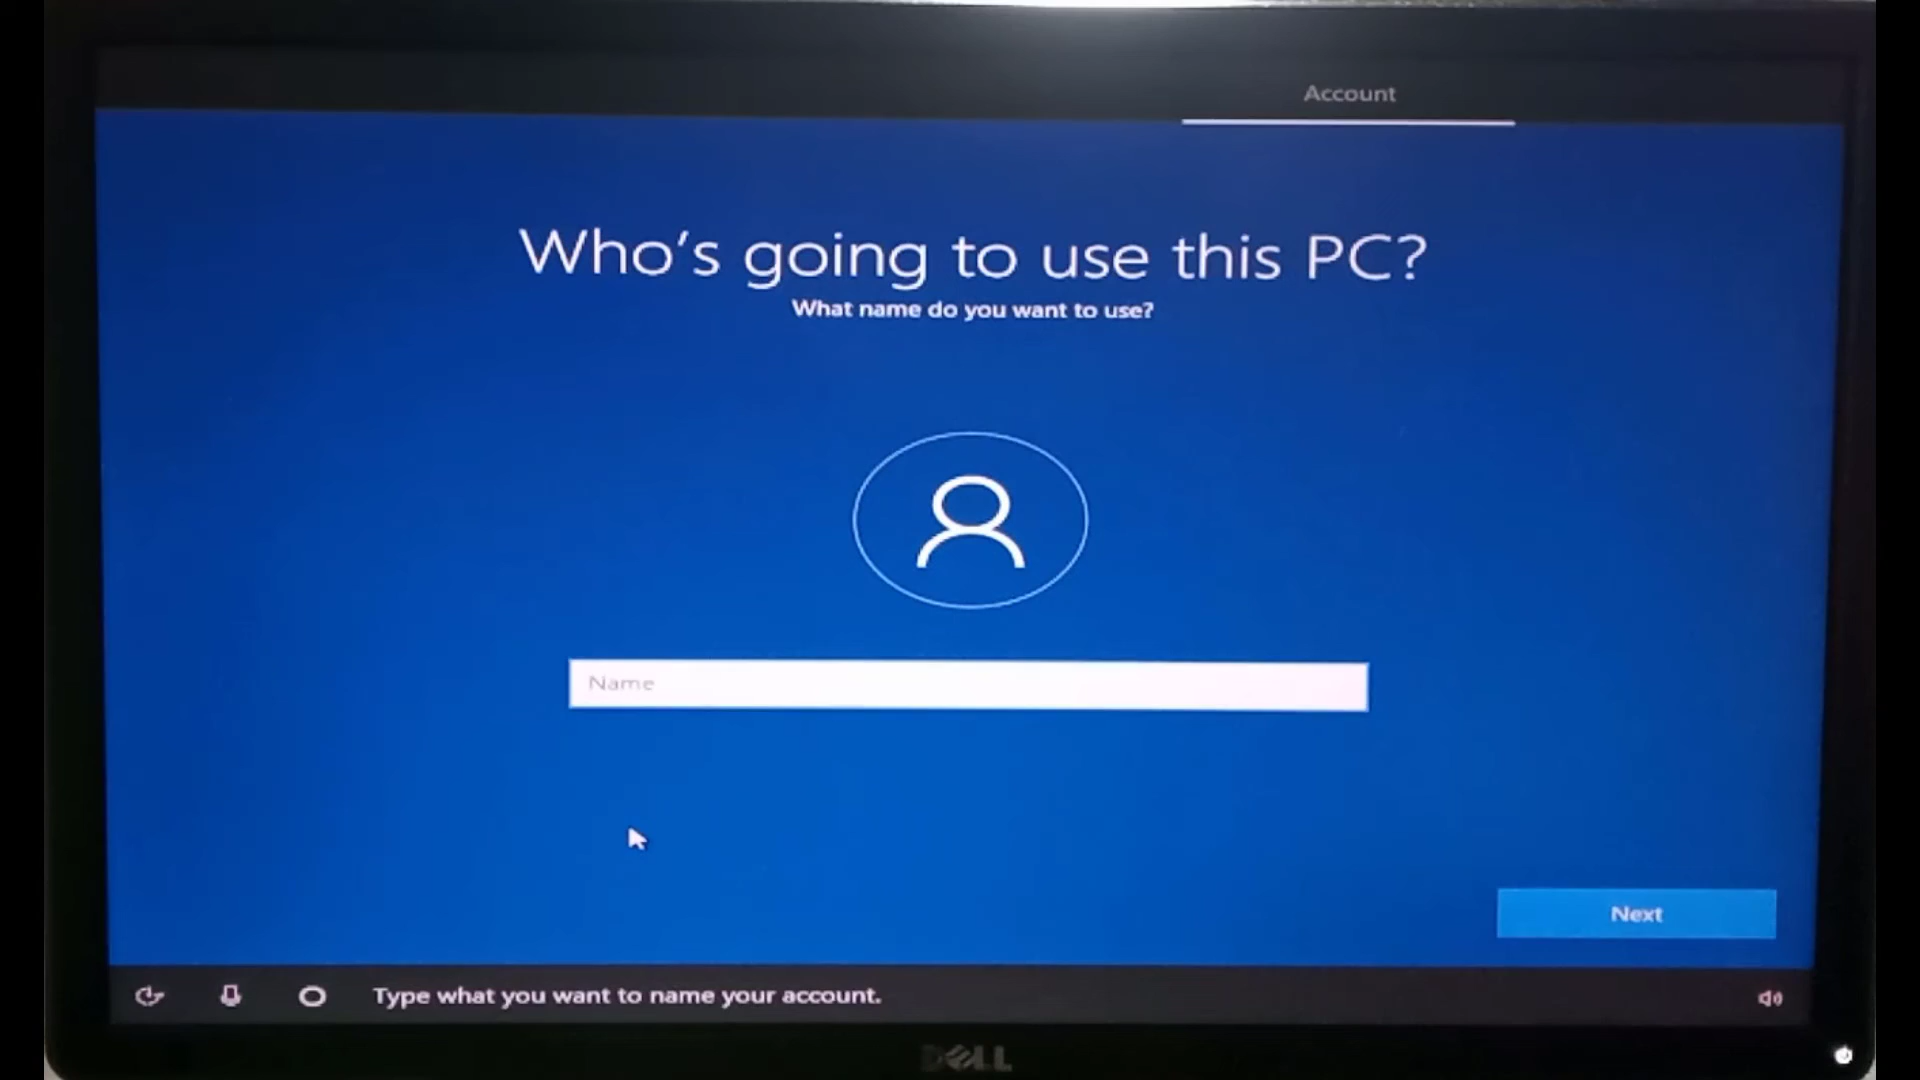 Account
Who's going to use this PC?
What name do you want to use?
Name
Next
Type what you want to name your account.
DELL